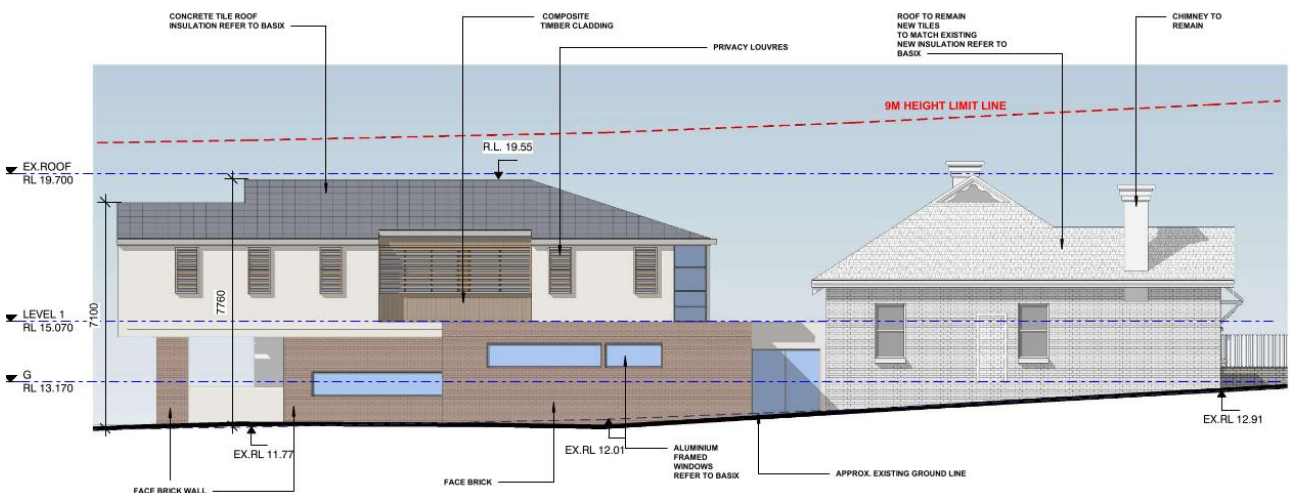 CONCRETE TILE ROOF
INSULATION REFER TO BASIX
COMPOSITE
TIMBER CLADDING
PRIVACY LOUVRES
ROOF TO REMAIN
NEW TILES
TO MATCH EXISTING
NEW INSULATION REFER TO
BASIX
CHIMNEY TO
REMAIN
9M HEIGHT LIMIT LINE
R.L. 19.55
EX.ROOF
RL 19.700
7100
7760
LEVEL 1
RL 15.070
G
RL 13.170
EX.RL 11.77
EX.RL 12.01
EX.RL 12.91
FACE BRICK WALL
FACE BRICK
ALUMINIUM
FRAMED
WINDOWS
REFER TO BASIX
APPROX. EXISTING GROUND LINE